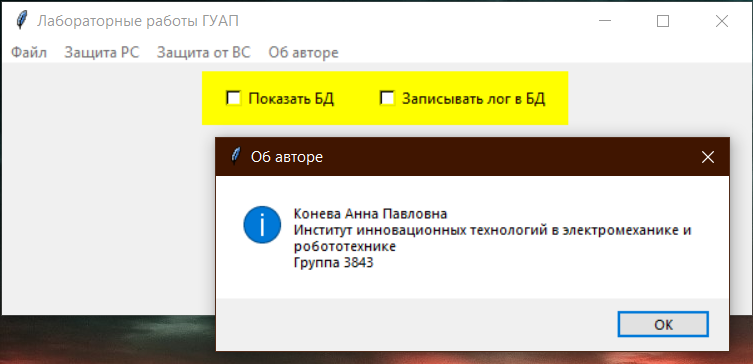 Лабораторные работы ГУАП
Файл Защита РС Защита от ВС Об авторе
Показать БД Записывать лог в БД
Об авторе
Конева Анна Павловна
Институт инновационных технологий в электромеханике и
робототехнике
Группа 3843
ОК